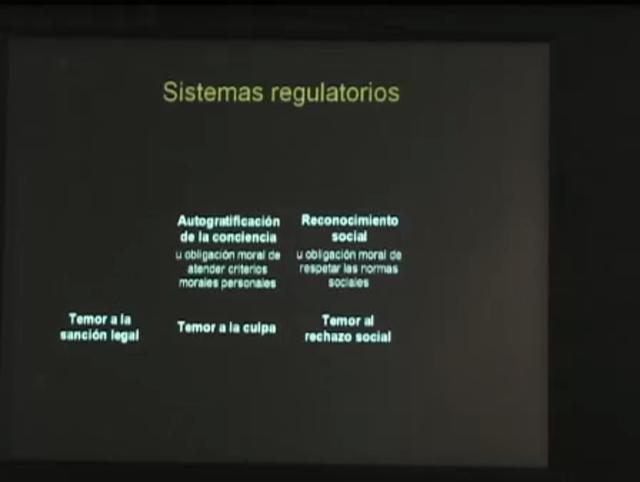 Sistemas regulatorios
Autogratificación
de la conciencia
u obligación moral de
atender criterios
morales personales
Reconocimiento
social
u obligación moral de
respetar las normas
sociales
Temor a la
sanción legal
Temor a la culpa
Temor al
rechazo social